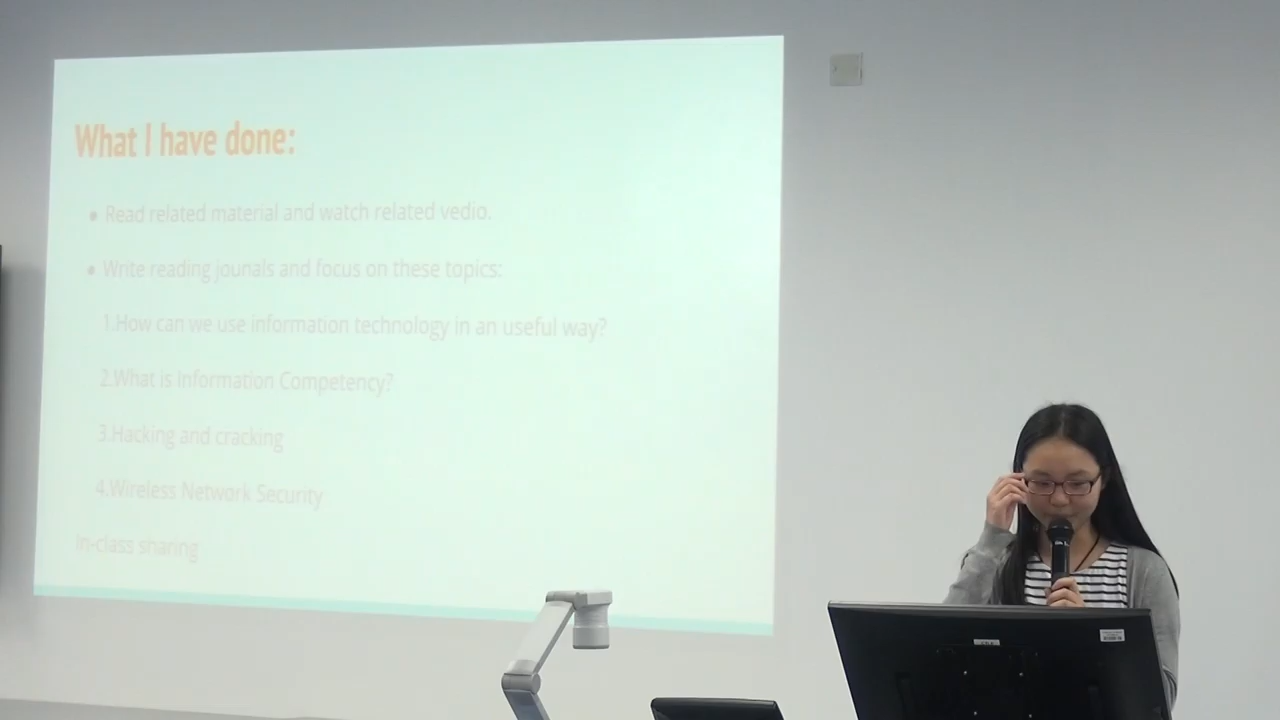 What I have done:
• Read related material and watch related vedio.
• Write reading jounals and focus on these topics:
1.How can we use information technology in an useful way?
2.What is Information Competency?
3.Hacking and cracking
4.Wireless Network Security
In-class sharing